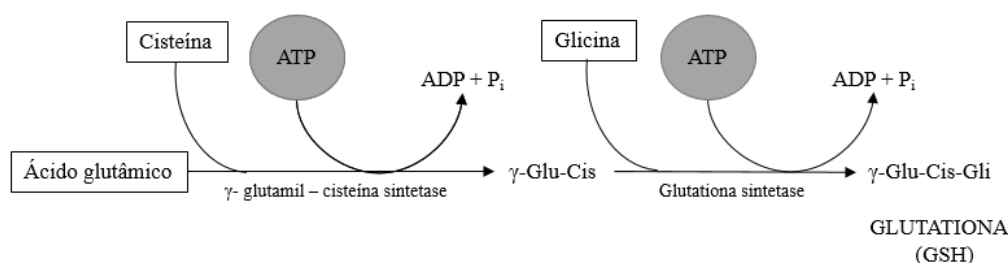 Cisteína
ATP
ADP + Pi
Glicina
ATP
ADP + Pi
Ácido glutâmico
γ-Glu-Cis
γ-Glu-Cis-Gli
γ- glutamil – cisteína sintetase
Glutationa sintetase
GLUTATIONA
(GSH)